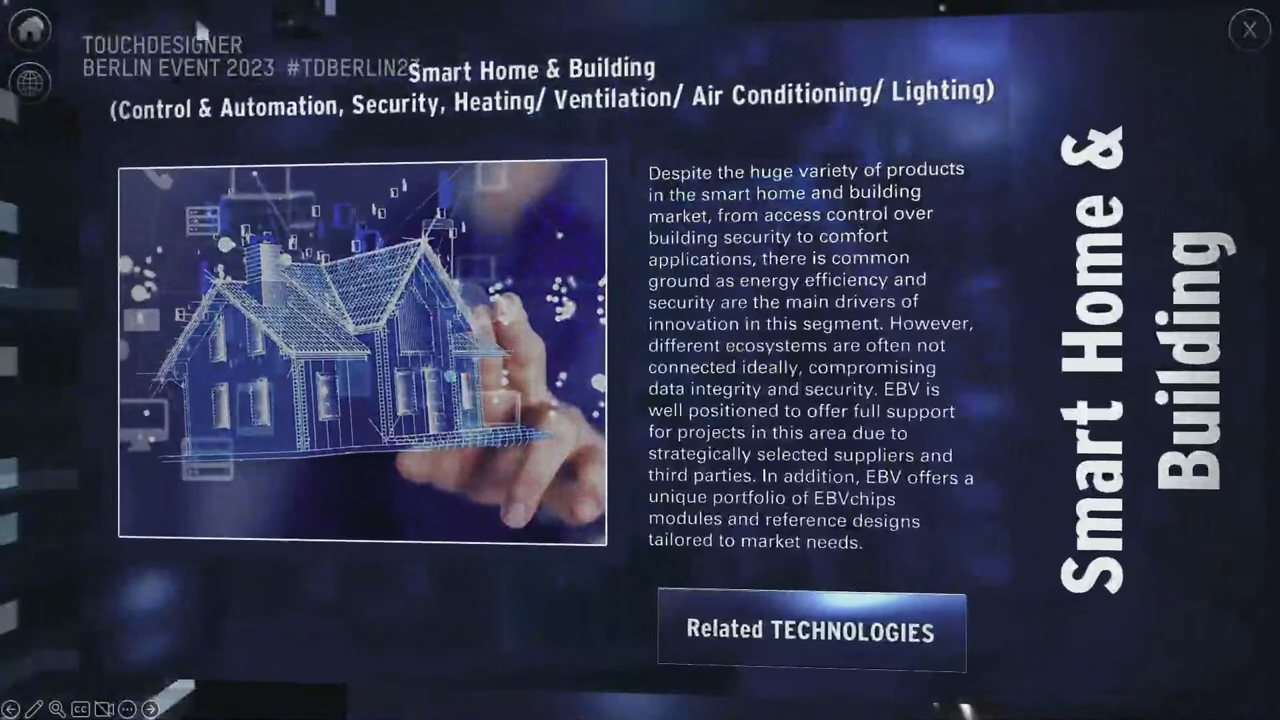 TOUCHDESIGNER
BERLIN EVENT 2023 #TDBERLIN2
Smart Home & Building
(Control & Automation, Security, Heating/ Ventilation/ Air Conditioning/ Lighting)
Despite the huge variety of products
in the smart home and building
market, from access control over
building security to comfort
applications, there is common
ground as energy efficiency and
security are the main drivers of
innovation in this segment. However,
different ecosystems are often not
connected ideally, compromising
data integrity and security. EBV is
well positioned to offer full support
for projects in this area due to
strategically selected suppliers and
third parties. In addition, EBV offers a
unique portfolio of EBVchips
modules and reference designs
tailored to market needs.
Related TECHNOLOGIES
Smart Home &
Building
CC